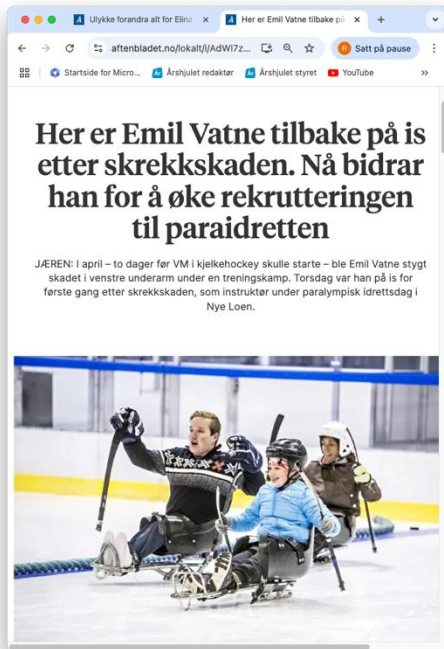 Ulykke forandra alt for Elina
Her er Emil Vatne tilbake på
aftenbladet.no/lokalt/i/AdWl7z...
Satt på pause
Startside for Micro...
Årshjulet redaktør
Årshjulet styret
YouTube
Her er Emil Vatne tilbake på is
etter skrekkskaden. Nå bidrar
han for å øke rekrutteringen
til paraidretten
JÆREN: I april – to dager før VM i kjelkehockey skulle starte – ble Emil Vatne stygt
skadet i venstre underarm under en treningskamp. Torsdag var han på is for
første gang etter skrekkskaden, som instruktør under paralympisk idrettsdag i
Nye Loen.